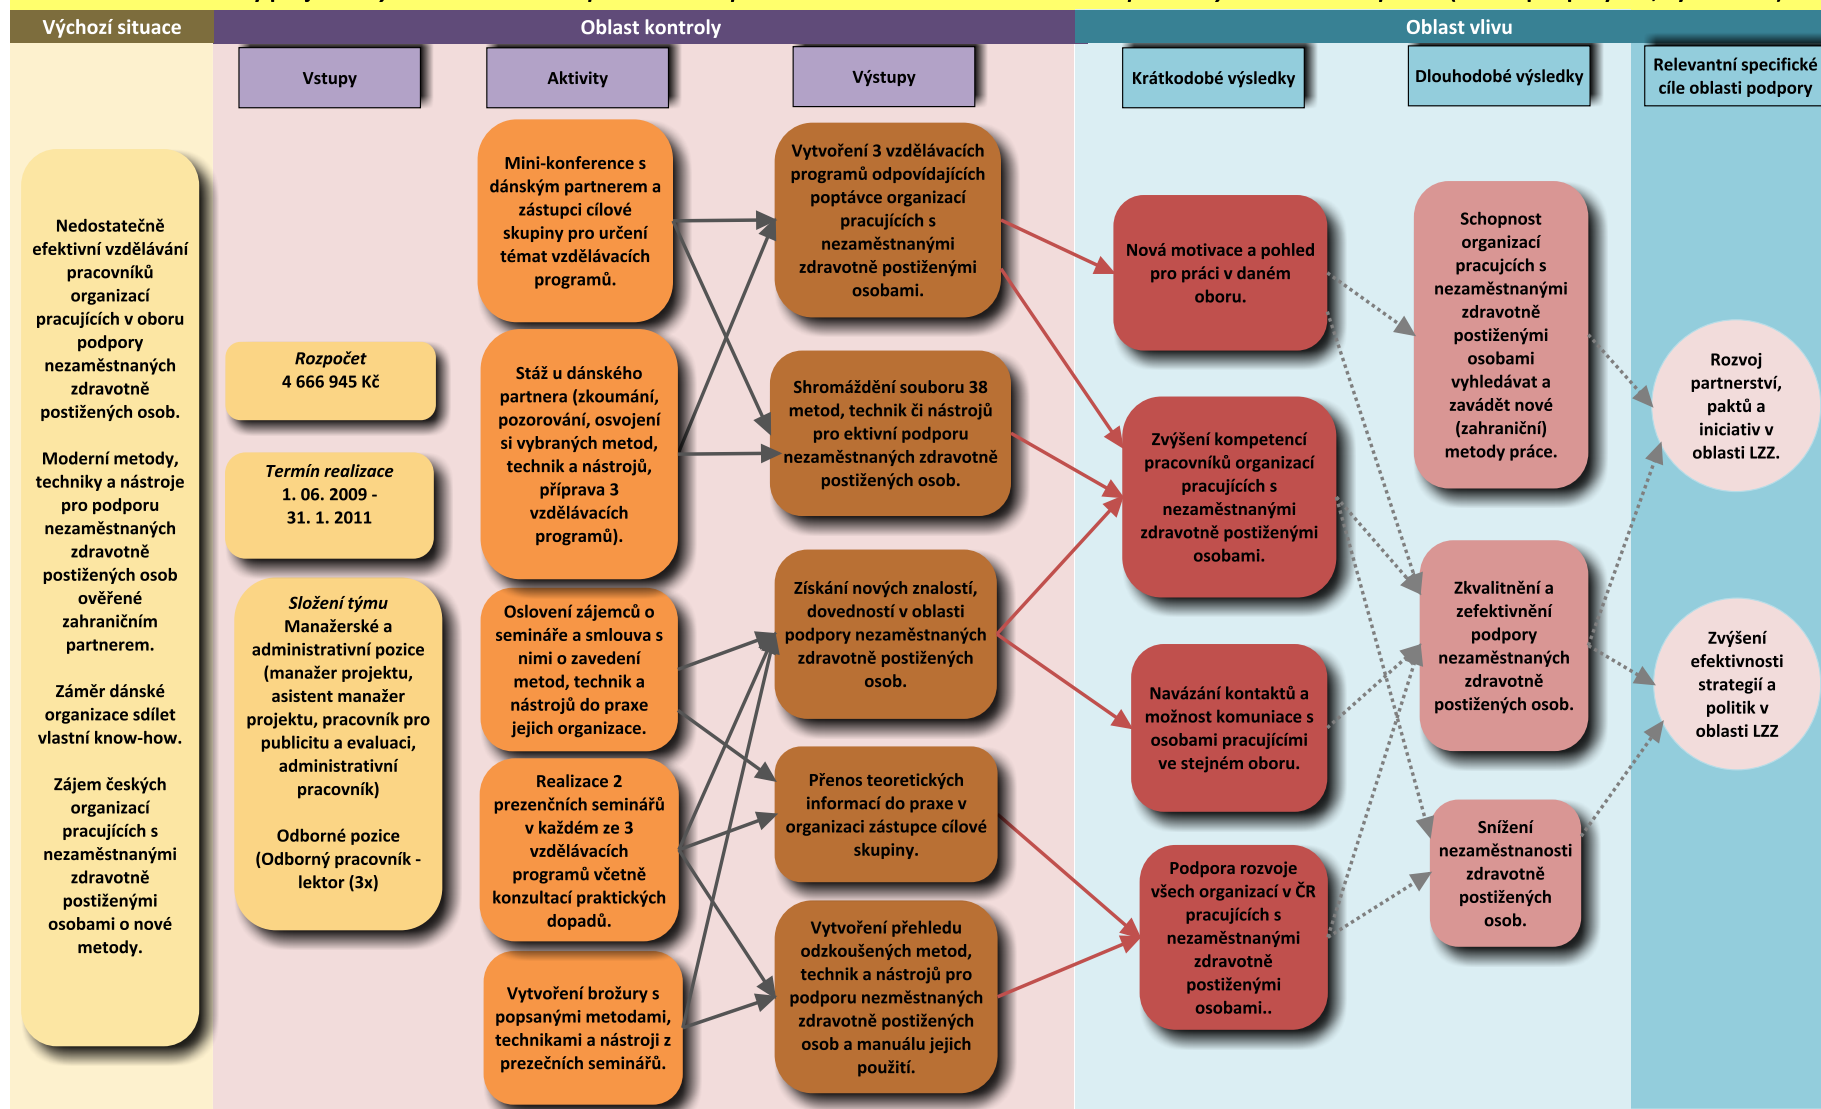 Výchozí situace
Oblast kontroly
Oblast vlivu
Vstupy
Aktivity
Výstupy
Krátkodobé výsledky
Dlouhodobé výsledky
Relevantní specifické
cíle oblasti podpory
Nedostatečně
efektivní vzdělávání
pracovníků
organizací
pracujících v oboru
podpory
nezaměstnaných
zdravotně
postižených osob.
Moderní metody,
techniky a nástroje
pro podporu
nezaměstnaných
zdravotně
postižených osob
ověřené
zahraničním
partnerem.
Záměr dánské
organizace sdílet
vlastní know-how.
Zájem českých
organizací
pracujících s
nezaměstnanými
zdravotně
postiženými
osobami o nové
metody.
Rozpočet
4 666 945 Kč
Termín realizace
1. 06. 2009 -
31. 1. 2011
Složení týmu
Manažerské a
administrativní pozice
(manažer projektu,
asistent manažer
projektu, pracovník pro
publicitu a evaluaci,
administrativní
pracovník)
Odborné pozice
(Odborný pracovník -
lektor (3x)
Mini-konference s
dánským partnerem a
zástupci cílové
skupiny pro určení
témat vzdělávacích
programů.
Stáž u dánského
partnera (zkoumání,
pozorování, osvojení
si vybraných metod,
technik a nástrojů,
příprava 3
vzdělávacích
programů).
Oslovení zájemců o
semináře a smlouva s
nimi o zavedení
metod, technik a
nástrojů do praxe
jejich organizace.
Realizace 2
prezenčních seminářů
v každém ze 3
vzdělávacích
programů včetně
konzultací praktických
dopadů.
Vytvoření brožury s
popsanými metodami,
technikami a nástroji z
prezečních seminářů.
Vytvoření 3 vzdělávacích
programů odpovídajících
poptávce organizací
pracujících s
nezaměstnanými
zdravotně postiženými
osobami.
Shromáždění souboru 38
metod, technik či nástrojů
pro ektivní podporu
nezaměstnaných zdravotně
postižených osob.
Získání nových znalostí,
dovedností v oblasti
podpory nezaměstnaných
zdravotně postižených
osob.
Přenos teoretických
informací do praxe v
organizaci zástupce cílové
skupiny.
Vytvoření přehledu
odzkoušených metod,
technik a nástrojů pro
podporu nezměstnaných
zdravotně postižených
osob a manuálu jejich
použití.
Nová motivace a pohled
pro práci v daném
oboru.
Zvýšení kompetencí
pracovníků organizací
pracujících s
nezaměstnanými
zdravotně postiženými
osobami.
Navázání kontaktů a
možnost komuniace s
osobami pracujícími
ve stejném oboru.
Podpora rozvoje
všech organizací v ČR
pracujících s
nezaměstnanými
zdravotně
postiženými
osobami..
Schopnost
organizací
pracujcích s
nezaměstnanými
zdravotně
postiženými
osobami
vyhledávat a
zavádět nové
(zahraniční)
metody práce.
Zkvalitnění a
zefektivnění
podpory
nezaměstnaných
zdravotně
postižených osob.
Snížení
nezaměstnanosti
zdravotně
postižených
osob.
Rozvoj
partnerství,
paktů a
iniciativ v
oblasti LZZ.
Zvýšení
efektivnosti
strategií a
politik v
oblasti LZZ